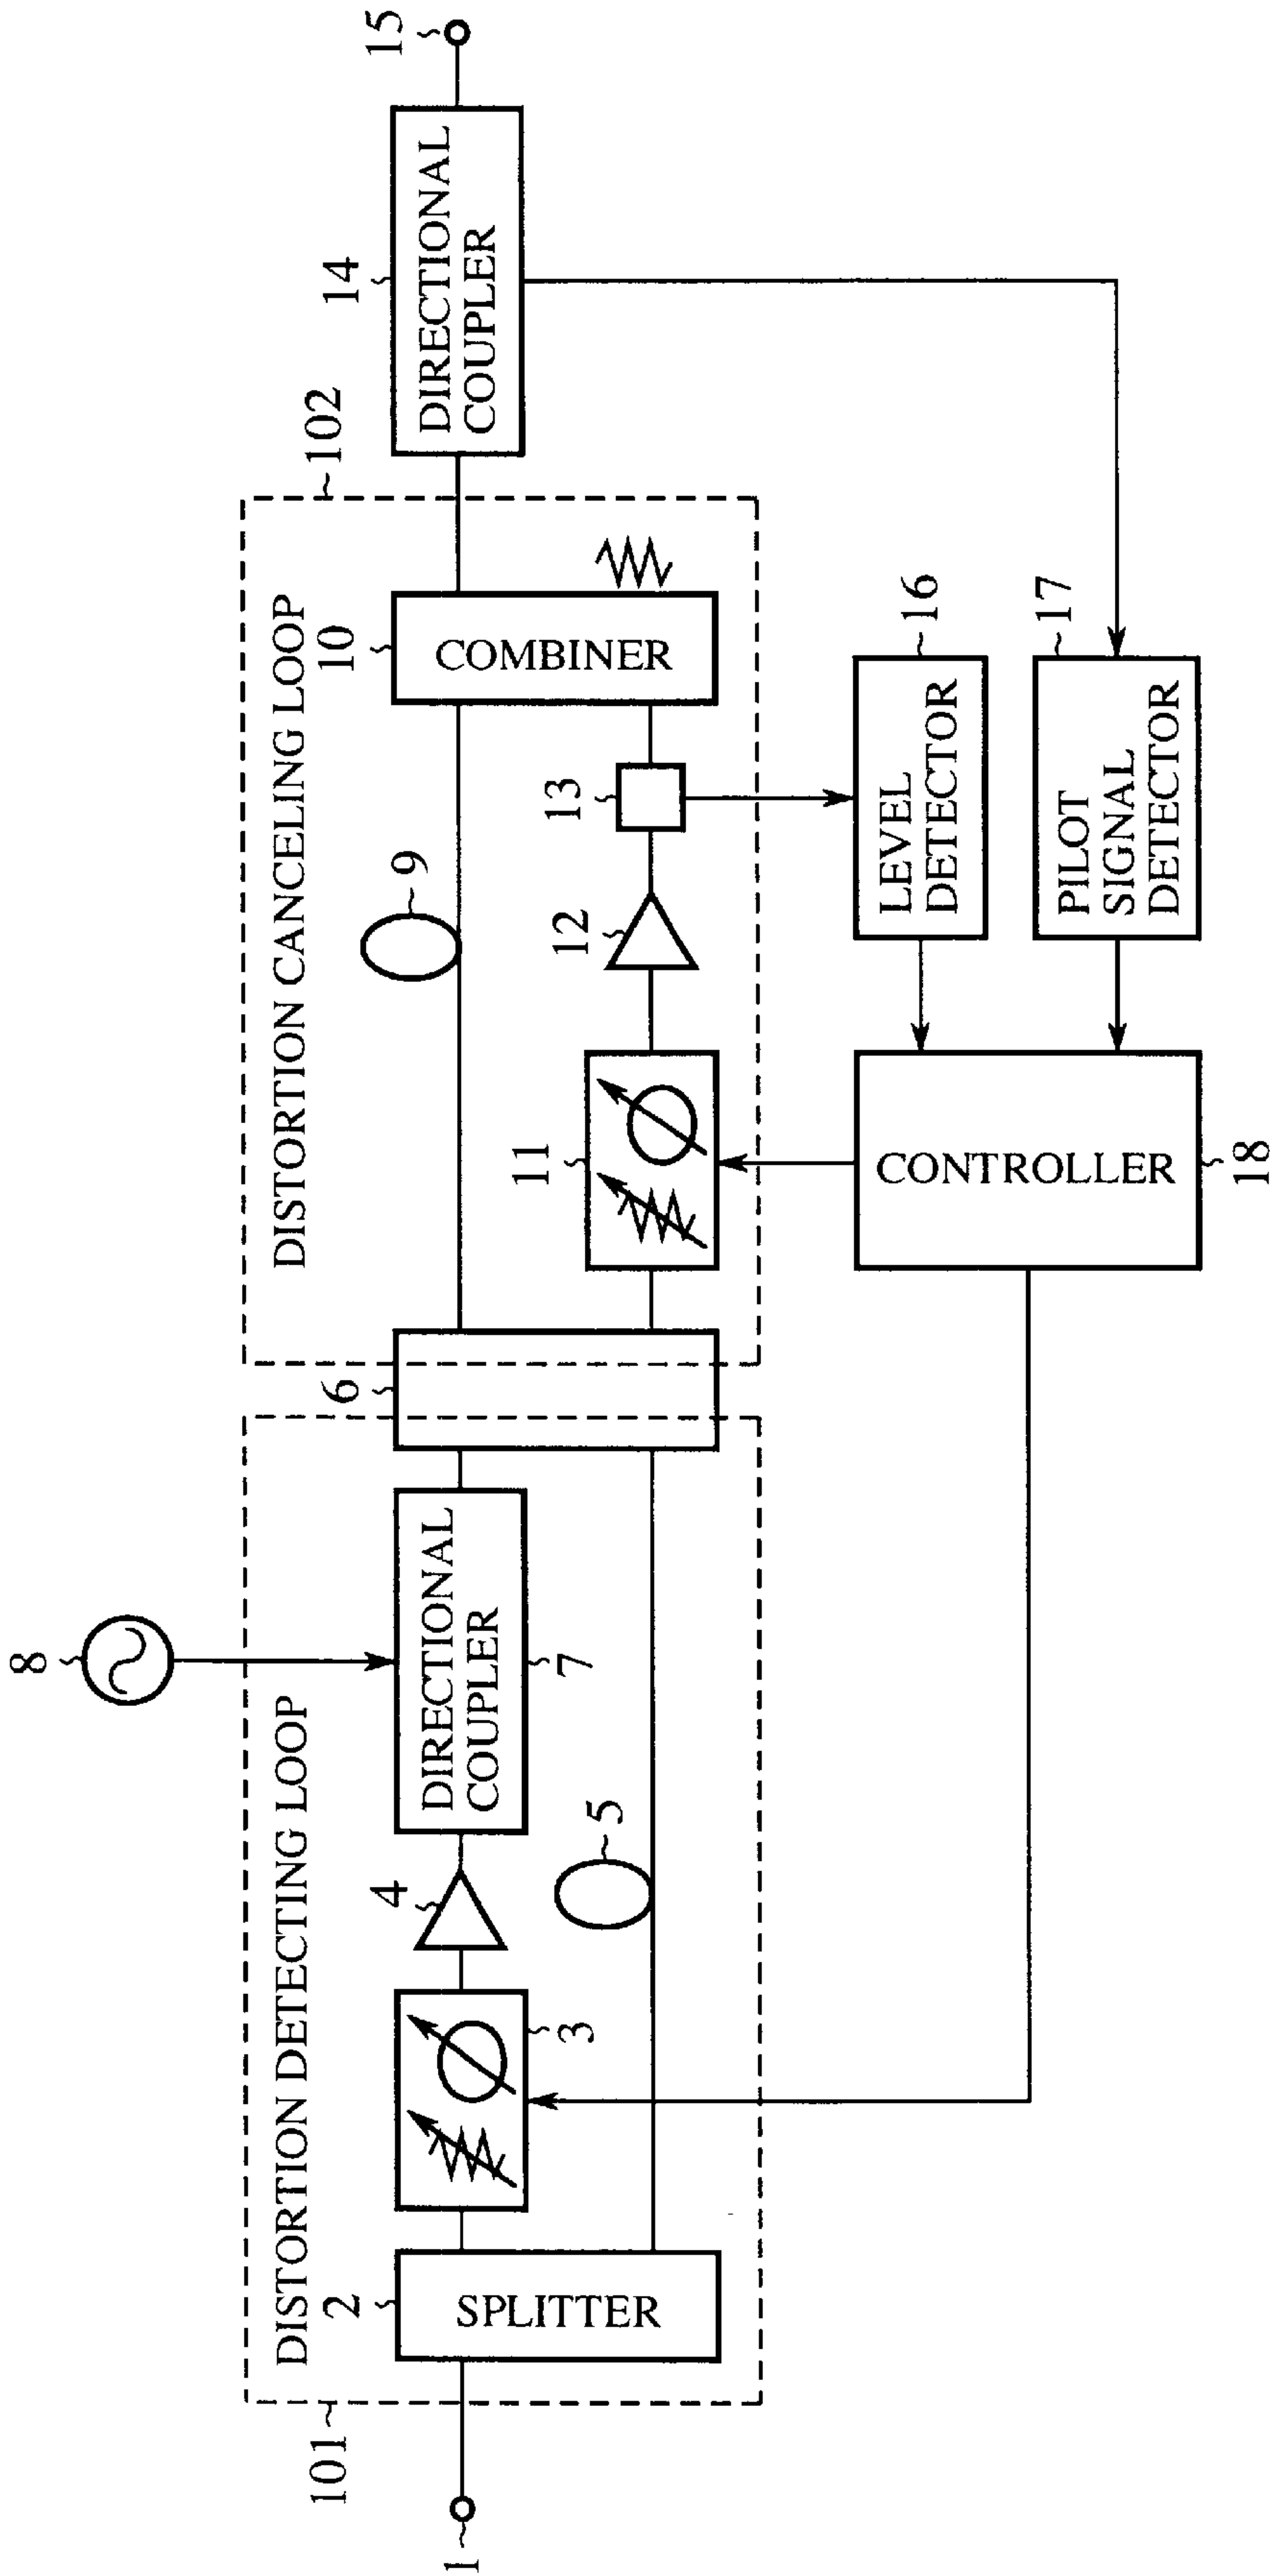 8
101
DISTORTION DETECTING LOOP
DISTORTION CANCELING LOOP
102
1
2
SPLITTER
3
4
DIRECTIONAL
COUPLER
7
5
6
9
10
COMBINER
11
12
13
14
DIRECTIONAL
COUPLER
15
CONTROLLER
18
LEVEL
DETECTOR
16
PILOT
SIGNAL
DETECTOR
17